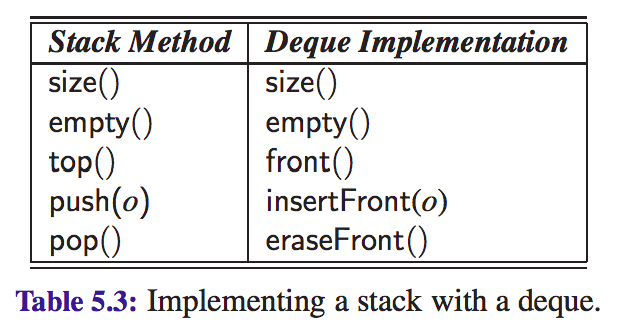 Stack Method Deque Implementation
size() size()
empty() empty()
top() front()
push(o) insertFront(o)
pop() eraseFront()
Table 5.3: Implementing a stack with a deque.